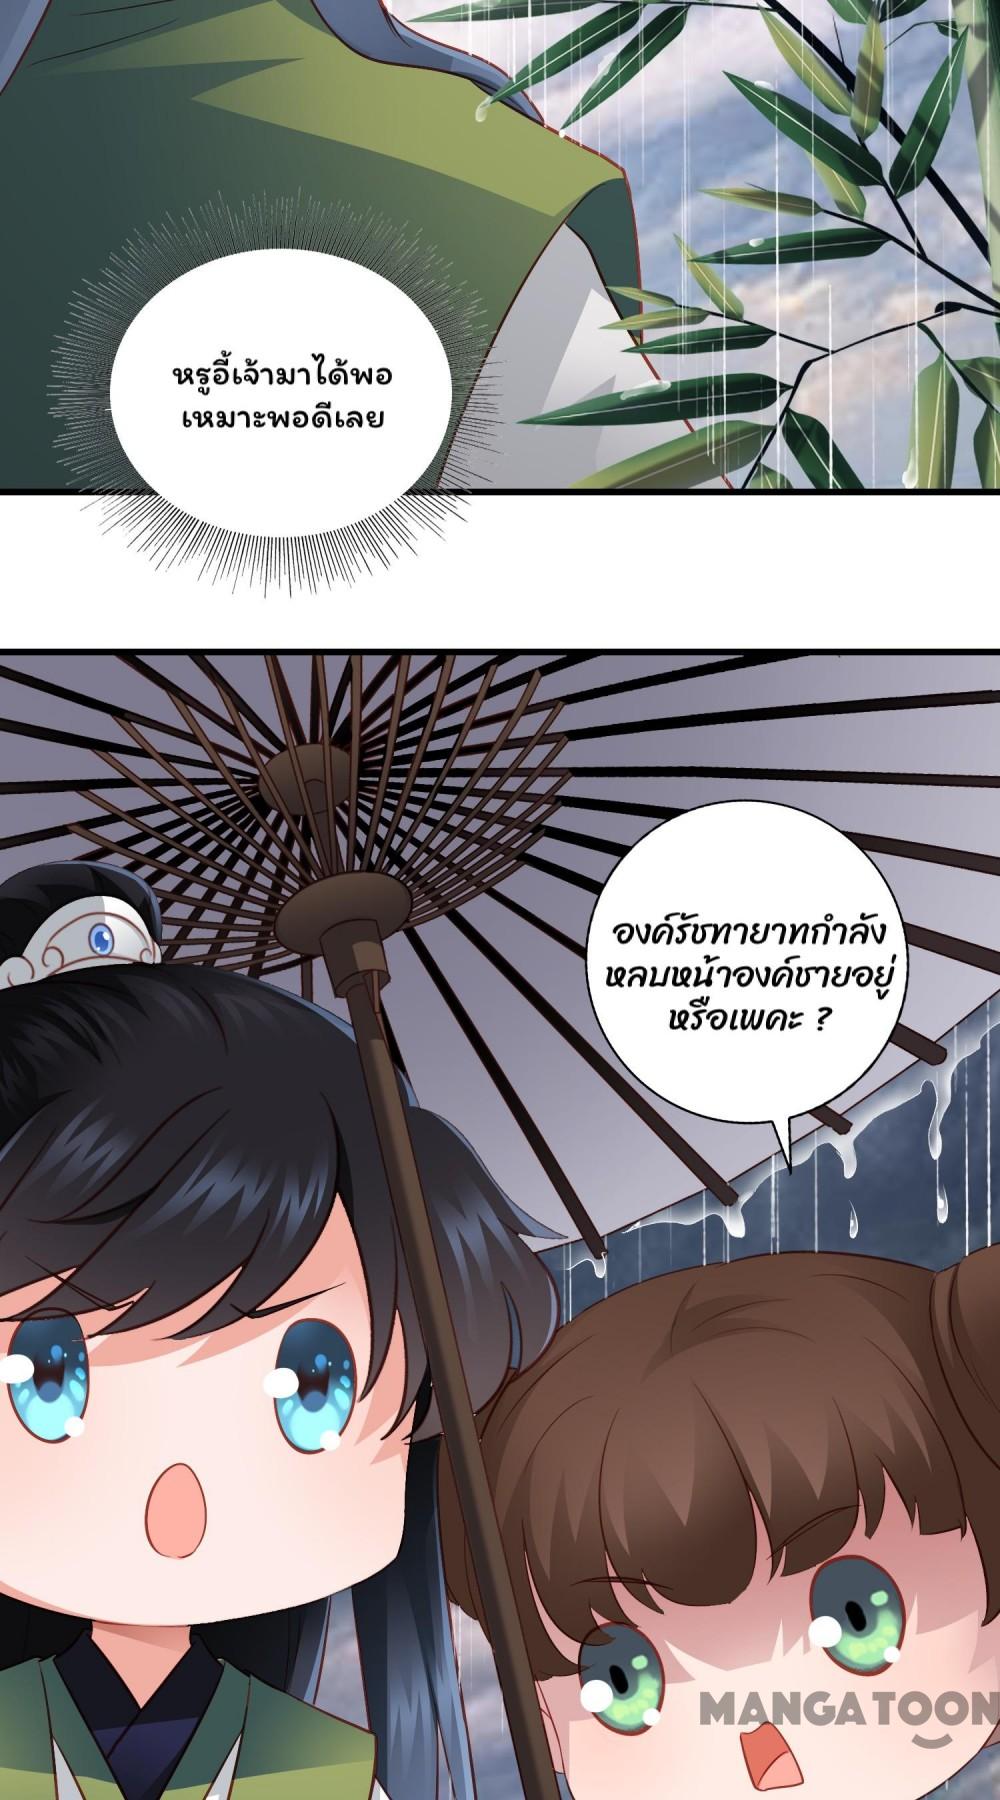 หรูอี้เจ้ามาได้พอ
เหมาะพอดีเลย
องค์รัชทายาทกำลัง
หลบหน้าองค์ชายอยู่
หรือเพคะ ?
MANGATOON